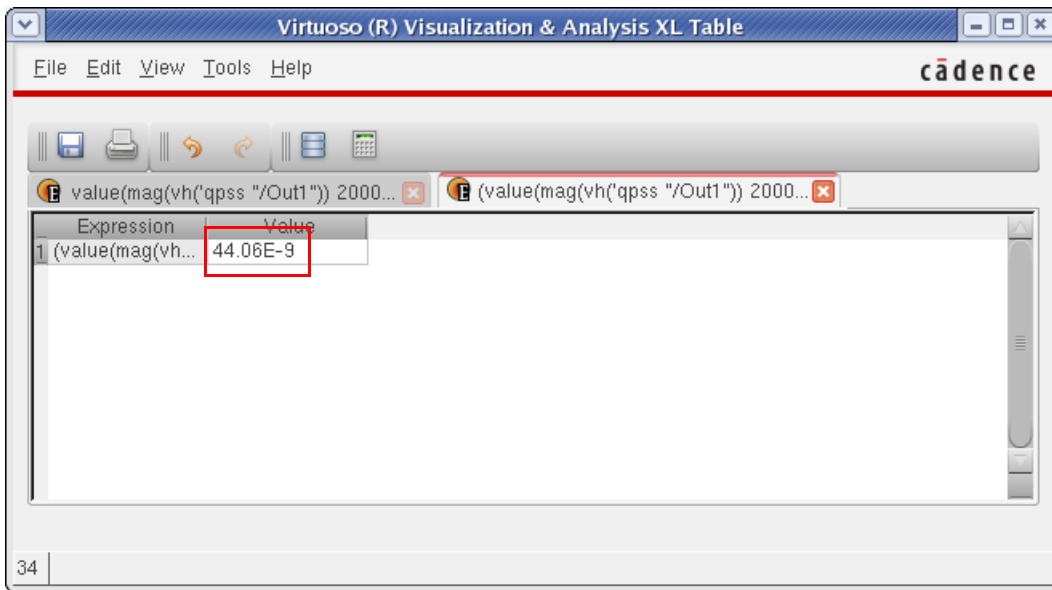 Virtuoso (R) Visualization & Analysis XL Table
File Edit View Tools Help
cādence
value(mag(vh('qpss "/Out1")) 2000... (value(mag(vh('qpss "/Out1")) 2000...
Expression Value
1 (value(mag(vh... 44.06E-9
34